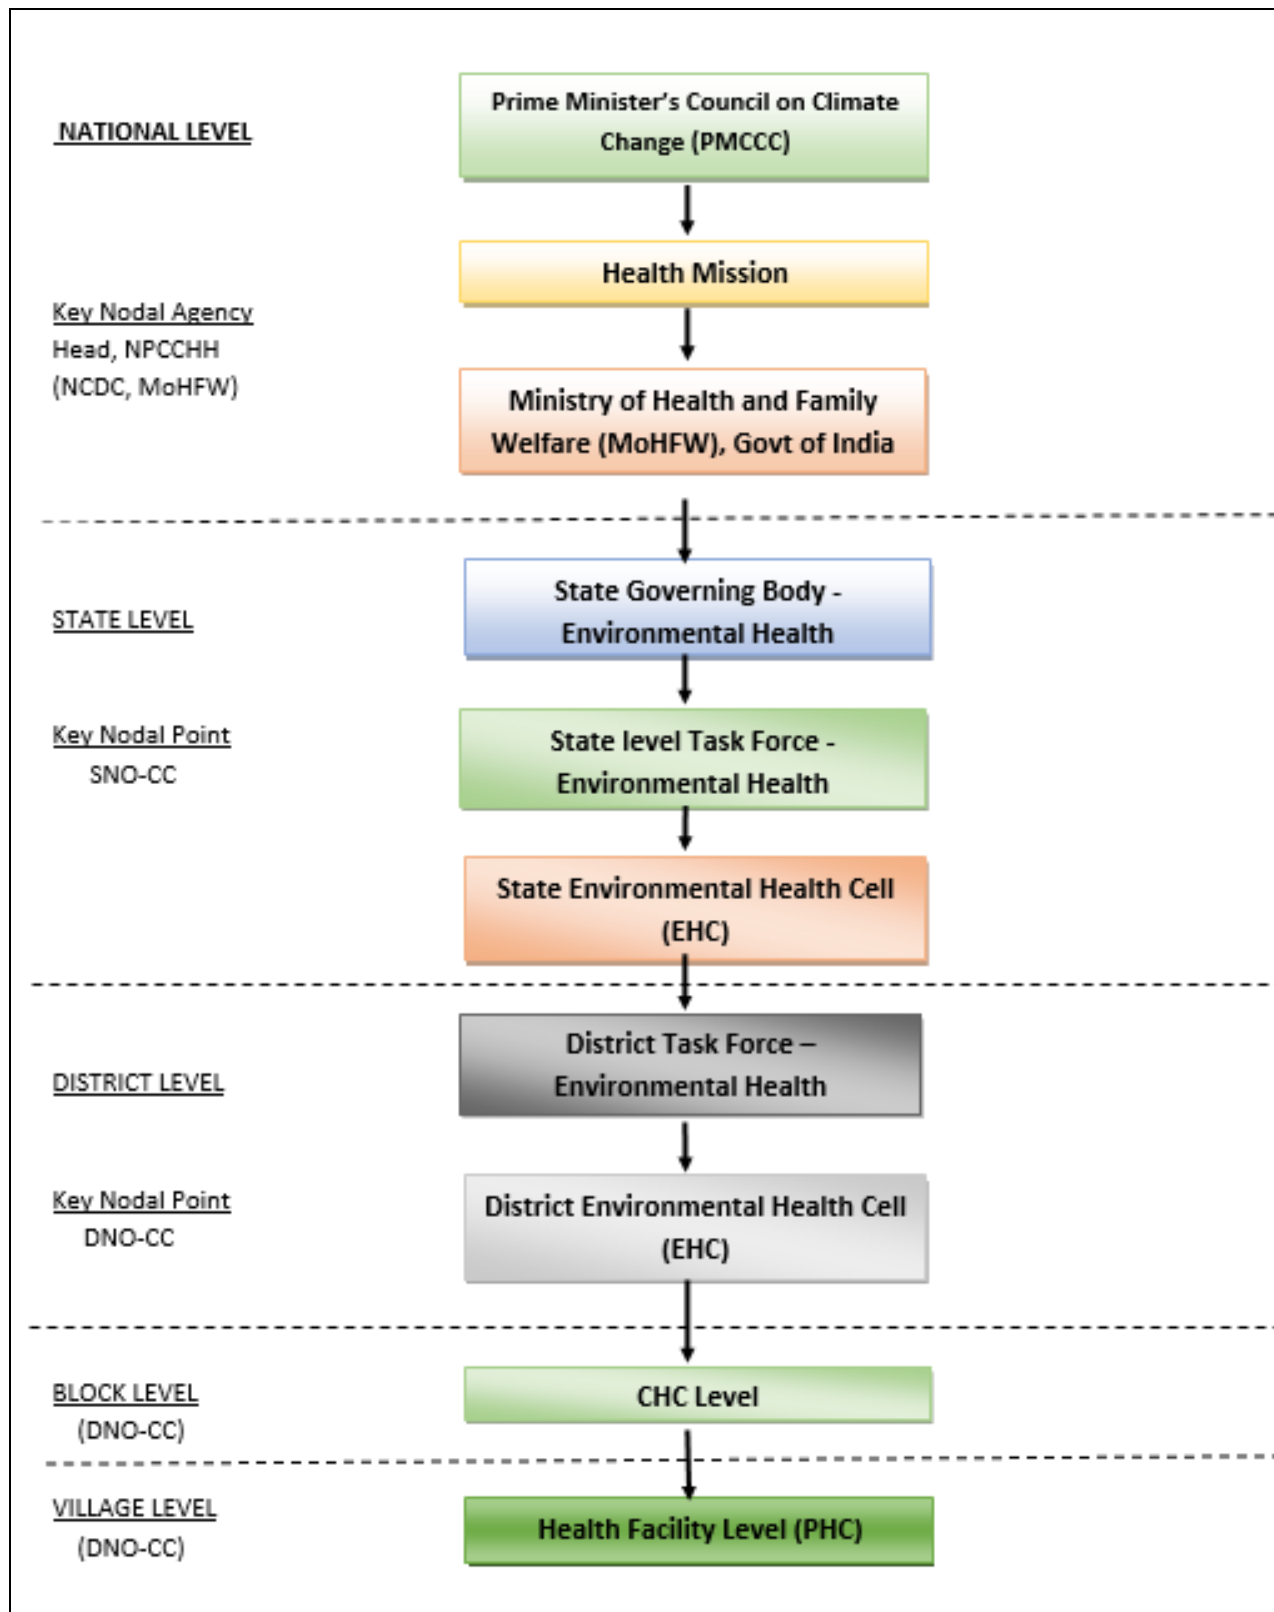 Prime Minister's Council on Climate
Change (PMCCC)
NATIONAL LEVEL
Health Mission
Key Nodal Agency
Head, NPCCHH
(NCDC, MoHFW)
Ministry of Health and Family
Welfare (MoHFW), Govt of India
State Governing Body -
Environmental Health
STATE LEVEL
Key Nodal Point
SNO-CC
State level Task Force -
Environmental Health
State Environmental Health Cell
(EHC)
District Task Force –
Environmental Health
DISTRICT LEVEL
Key Nodal Point
DNO-CC
District Environmental Health Cell
(EHC)
BLOCK LEVEL
(DNO-CC)
CHC Level
VILLAGE LEVEL
(DNO-CC)
Health Facility Level (PHC)